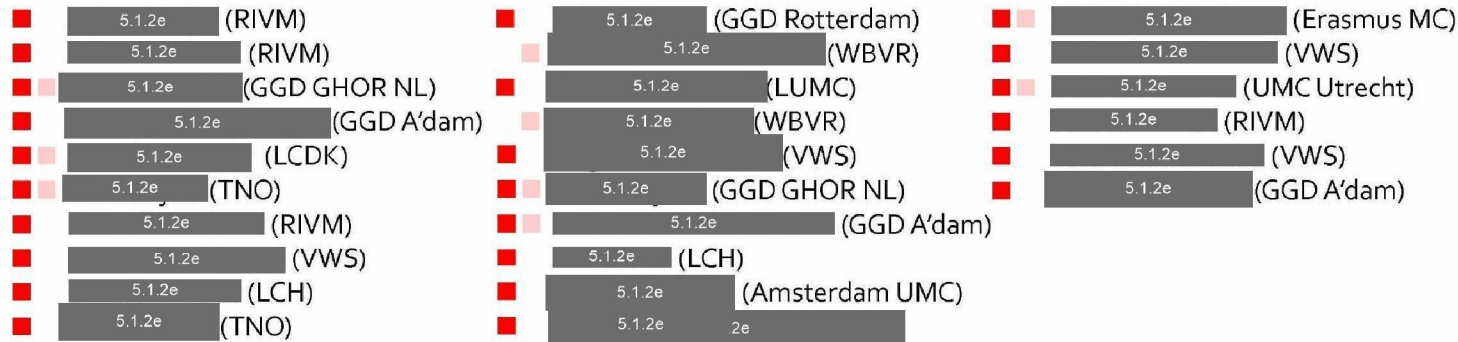 5.1.2e (RIVM)
5.1.2e (RIVM)
5.1.2e (GGD GHOR NL)
5.1.2e (GGD A'dam)
5.1.2e (LCDK)
5.1.2e (TNO)
5.1.2e (RIVM)
5.1.2e (VWS)
5.1.2e (LCH)
5.1.2e (TNO)
5.1.2e (GGD Rotterdam)
5.1.2e (WBVR)
5.1.2e (LUMC)
5.1.2e (WBVR)
5.1.2e (VWS)
5.1.2e (GGD GHOR NL)
5.1.2e (GGD A'dam)
5.1.2e (LCH)
5.1.2e (Amsterdam UMC)
5.1.2e 2e
5.1.2e (Erasmus MC)
5.1.2e (VWS)
5.1.2e (UMC Utrecht)
5.1.2e (RIVM)
5.1.2e (VWS)
5.1.2e (GGD A'dam)